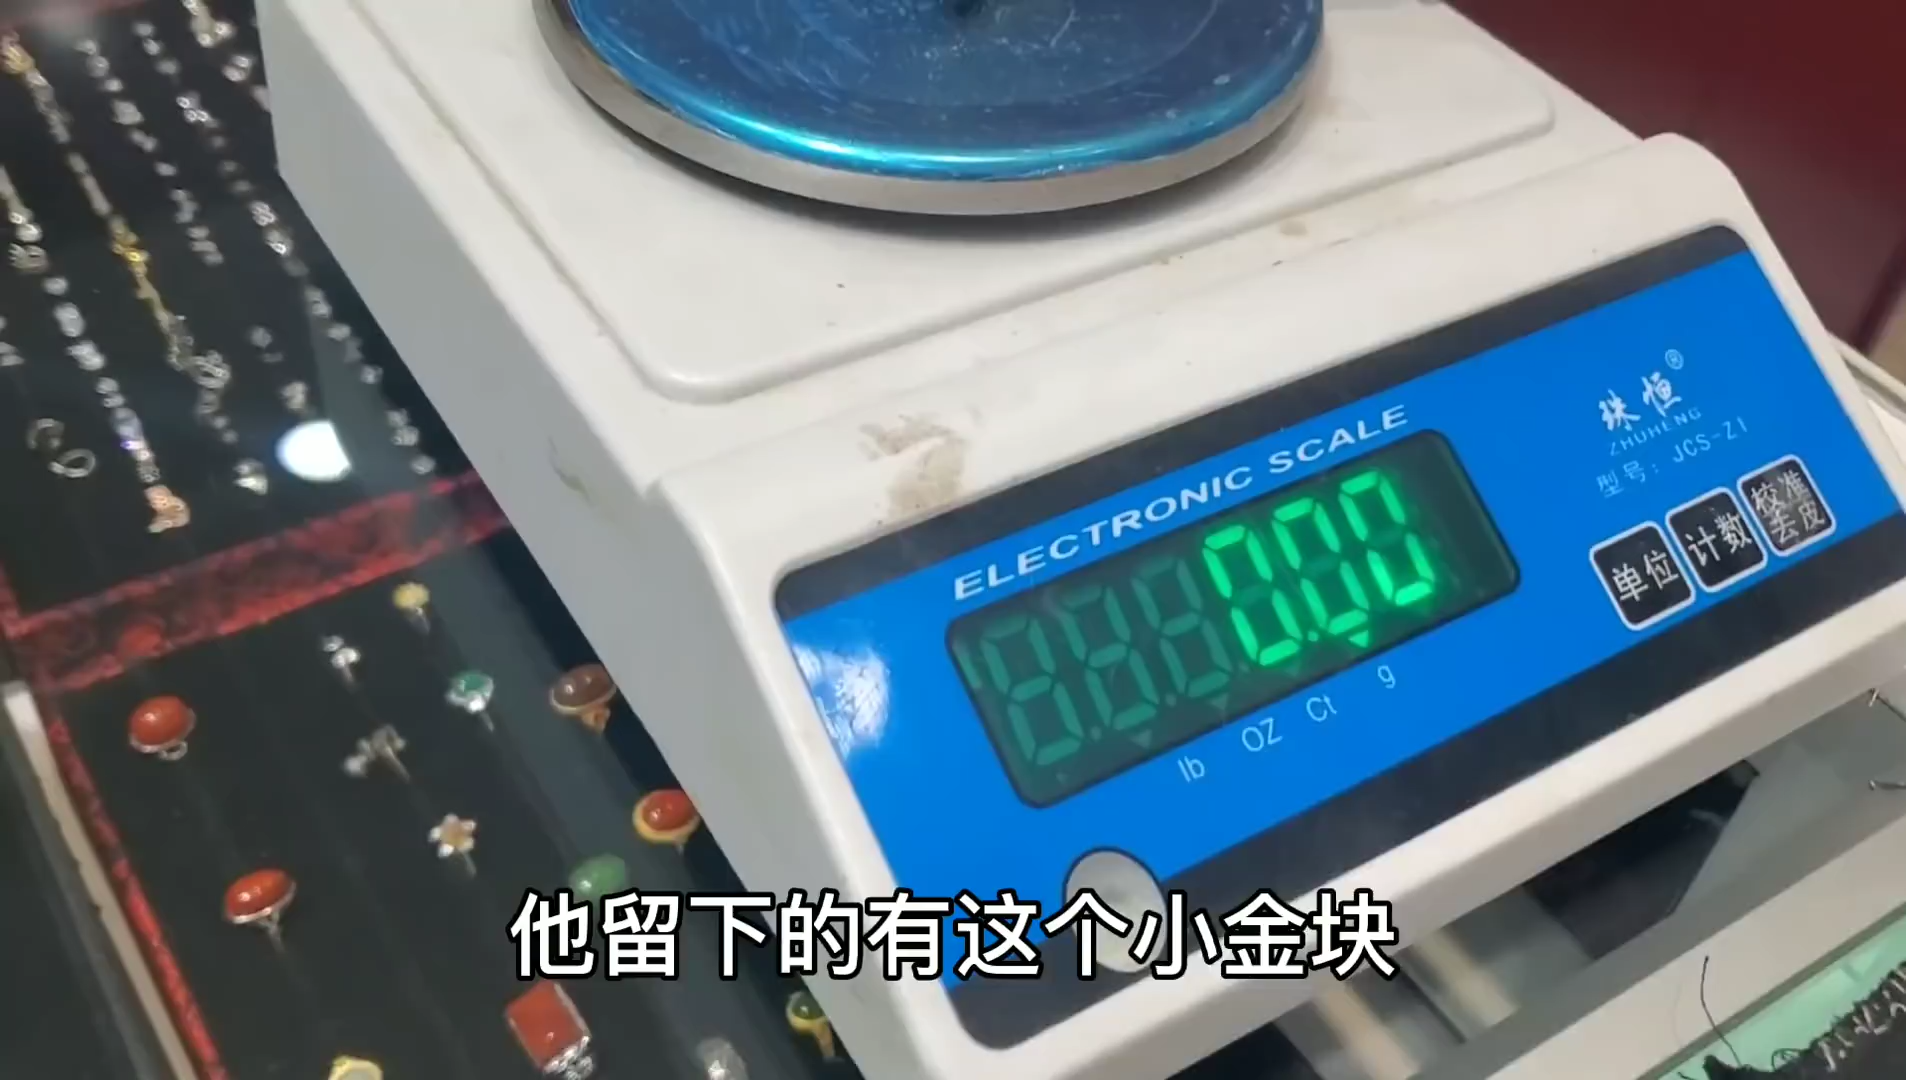 珠恒®
ZHUHENG
型号：JCS-Z1
ELECTRONIC SCALE
0.00
lb OZ Ct g
单位
计数
校准
去皮
他留下的有这个小金块